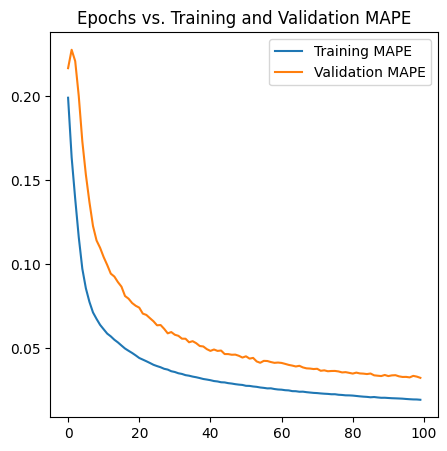 Epochs vs. Training and Validation MAPE
Training MAPE
Validation MAPE
0.20
0.15
0.10
0.05
0 20 40 60 80 100